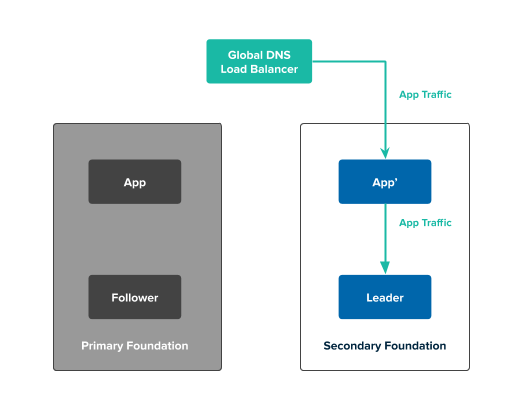 Global DNS
Load Balancer
App Traffic
App
App’
App Traffic
Follower
Leader
Primary Foundation
Secondary Foundation